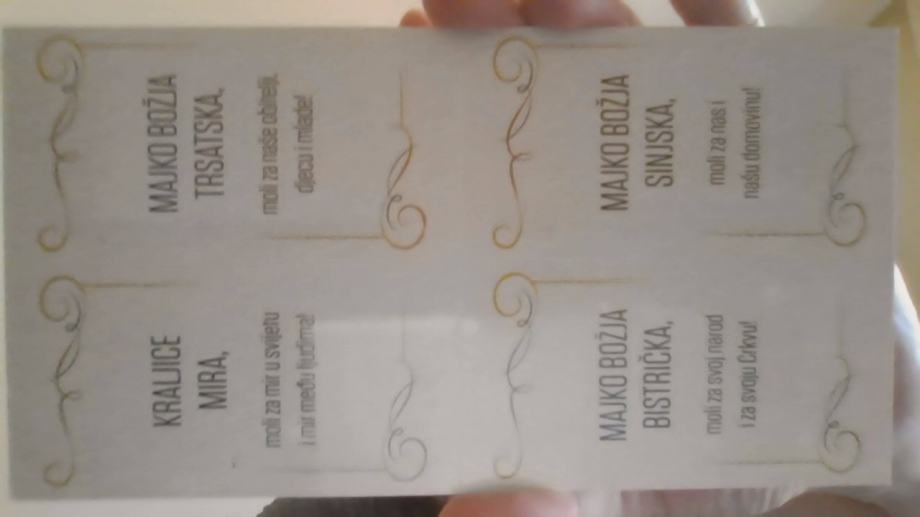 KRALJICE
MIRA,
moli za mir u svijetu
i mir među ljudima!
MAJKO BOŽJA
TRSATSKA,
moli za naše obitelji,
djecu i mlade!
MAJKO BOŽJA
BISTRIČKA,
moli za svoj narod
i za svoju Crkvu!
MAJKO BOŽJA
SINJSKA,
moli za nas i
našu domovinu!